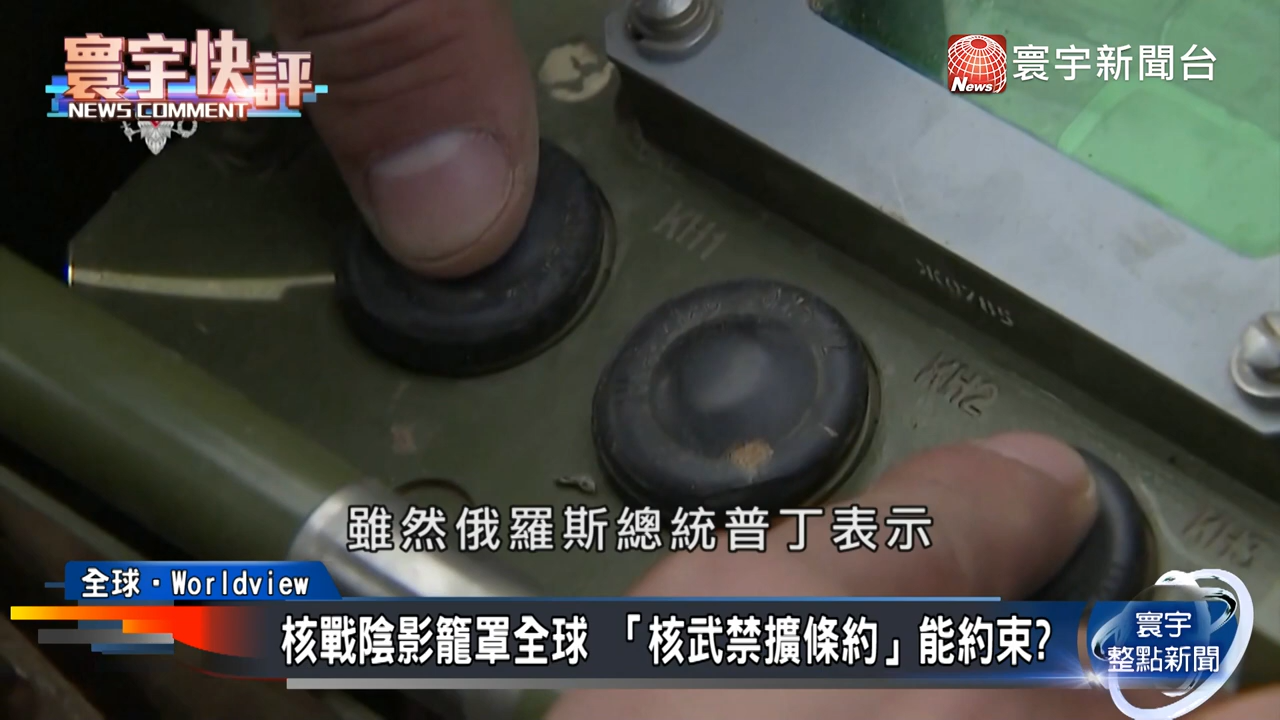 寰宇快評
NEWS COMMENT
News
寰宇新聞台
KH1
KH2
KH3
雖然俄羅斯總統普丁表示
全球·Worldview
核戰陰影籠罩全球 「核武禁擴條約」能約束?
寰宇
整點新聞